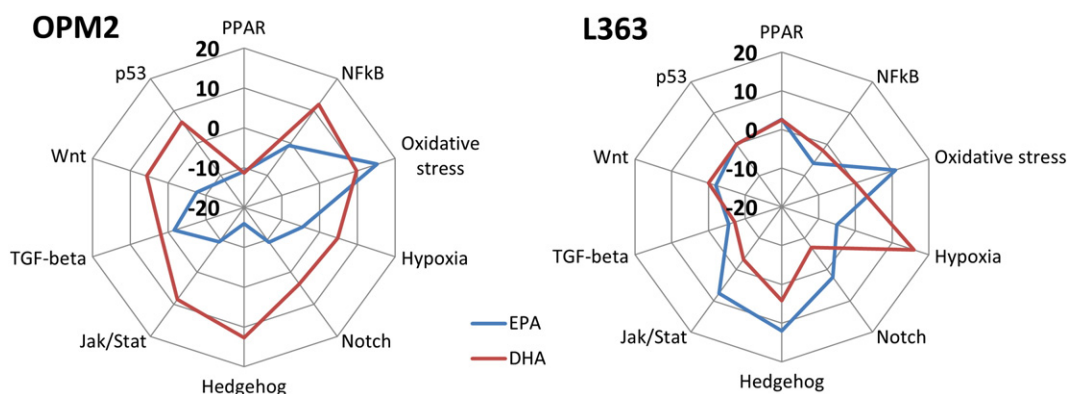 OPM2
PPAR
20
10
0
-10
-20
NFkB
Oxidative
stress
Hypoxia
Notch
Hedgehog
Jak/Stat
TGF-beta
Wnt
p53
EPA
DHA
L363
PPAR
20
10
0
-10
-20
NFkB
Oxidative stress
Hypoxia
Notch
Hedgehog
Jak/Stat
TGF-beta
Wnt
p53